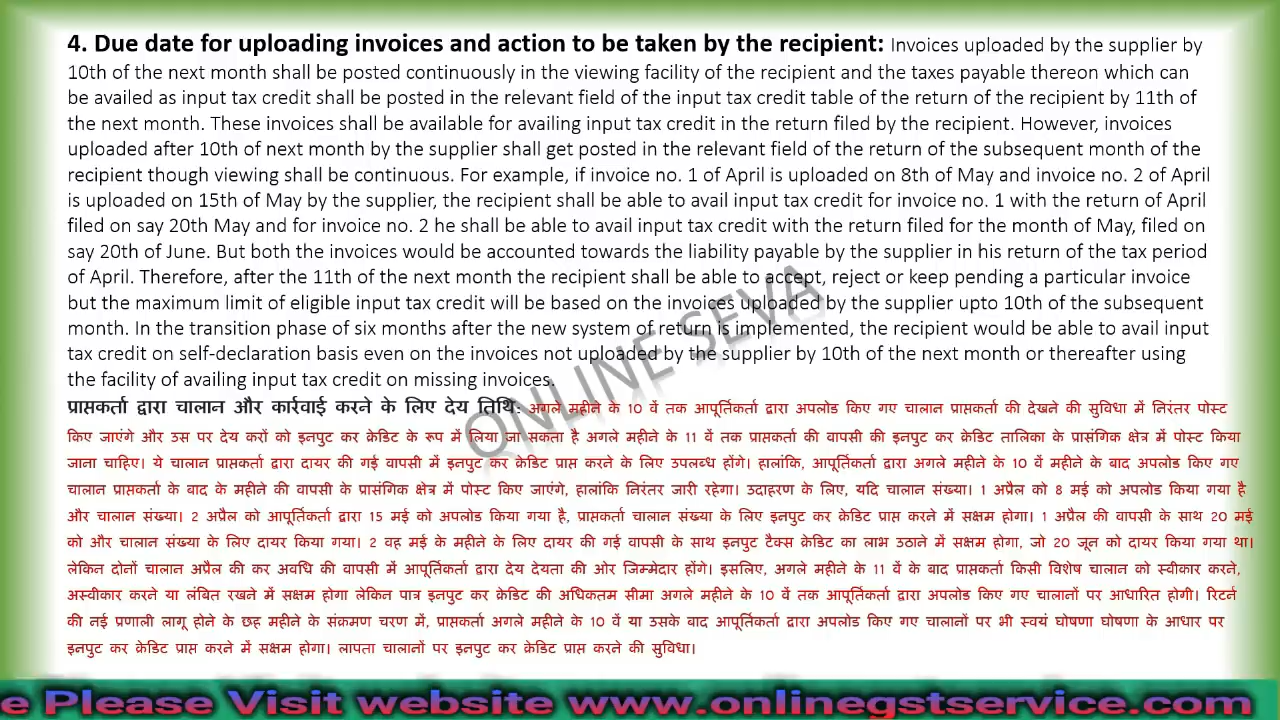 4. Due date for uploading invoices and action to be taken by the recipient: Invoices uploaded by the supplier by
10th of the next month shall be posted continuously in the viewing facility of the recipient and the taxes payable thereon which can
be availed as input tax credit shall be posted in the relevant field of the input tax credit table of the return of the recipient by 11th of
the next month. These invoices shall be available for availing input tax credit in the return filed by the recipient. However, invoices
uploaded after 10th of next month by the supplier shall get posted in the relevant field of the return of the subsequent month of the
recipient though viewing shall be continuous. For example, if invoice no. 1 of April is uploaded on 8th of May and invoice no. 2 of April
is uploaded on 15th of May by the supplier, the recipient shall be able to avail input tax credit for invoice no. 1 with the return of April
filed on say 20th May and for invoice no. 2 he shall be able to avail input tax credit with the return filed for the month of May, filed on
say 20th of June. But both the invoices would be accounted towards the liability payable by the supplier in his return of the tax period
of April. Therefore, after the 11th of the next month the recipient shall be able to accept, reject or keep pending a particular invoice
but the maximum limit of eligible input tax credit will be based on the invoices uploaded by the supplier upto 10th of the subsequent
month. In the transition phase of six months after the new system of return is implemented, the recipient would be able to avail input
tax credit on self-declaration basis even on the invoices not uploaded by the supplier by 10th of the next month or thereafter using
the facility of availing input tax credit on missing invoices.
प्राप्तकर्ता द्वारा चालान और कार्रवाई करने के लिए देय तिथि: अगले महीने के 10 वें तक आपूर्तिकर्ता द्वारा अपलोड किए गए चालान प्राप्तकर्ता की देखने की सुविधा में निरंतर पोस्ट
किए जाएंगे और उस पर देय करों को इनपुट कर क्रेडिट के रूप में लिया जा सकता है अगले महीने के 11 वें तक प्राप्तकर्ता की वापसी की इनपुट कर क्रेडिट तालिका के प्रासंगिक क्षेत्र में पोस्ट किया
जाना चाहिए। ये चालान प्राप्तकर्ता द्वारा दायर की गई वापसी में इनपुट कर क्रेडिट प्राप्त करने के लिए उपलब्ध होंगे। हालांकि, आपूर्तिकर्ता द्वारा अगले महीने के 10 वें महीने के बाद अपलोड किए गए
चालान प्राप्तकर्ता के बाद के महीने की वापसी के प्रासंगिक क्षेत्र में पोस्ट किए जाएंगे, हालांकि निरंतर जारी रहेगा। उदाहरण के लिए, यदि चालान संख्या। 1 अप्रैल को 8 मई को अपलोड किया गया है
और चालान संख्या। 2 अप्रैल को आपूर्तिकर्ता द्वारा 15 मई को अपलोड किया गया है, प्राप्तकर्ता चालान संख्या के लिए इनपुट कर क्रेडिट प्राप्त करने में सक्षम होगा। 1 अप्रैल की वापसी के साथ 20 मई
को और चालान संख्या के लिए दायर किया गया। 2 वह मई के महीने के लिए दायर की गई वापसी के साथ इनपुट टैक्स क्रेडिट का लाभ उठाने में सक्षम होगा, जो 20 जून को दायर किया गया था।
लेकिन दोनों चालान अप्रैल की कर अवधि की वापसी में आपूर्तिकर्ता द्वारा देय देयता की ओर जिम्मेदार होंगे। इसलिए, अगले महीने के 11 वें के बाद प्राप्तकर्ता किसी विशेष चालान को स्वीकार करने,
अस्वीकार करने या लंबित रखने में सक्षम होगा लेकिन पात्र इनपुट कर क्रेडिट की अधिकतम सीमा अगले महीने के 10 वें तक आपूर्तिकर्ता द्वारा अपलोड किए गए चालानों पर आधारित होगी। रिटर्न
की नई प्रणाली लागू होने के छह महीने के संक्रमण चरण में, प्राप्तकर्ता अगले महीने के 10 वें या उसके बाद आपूर्तिकर्ता द्वारा अपलोड किए गए चालानों पर भी स्वयं घोषणा घोषणा के आधार पर
इनपुट कर क्रेडिट प्राप्त करने में सक्षम होगा। लापता चालानों पर इनपुट कर क्रेडिट प्राप्त करने की सुविधा।
ONLINE SEVA
e Please Visit website www.onlinegstservice.com